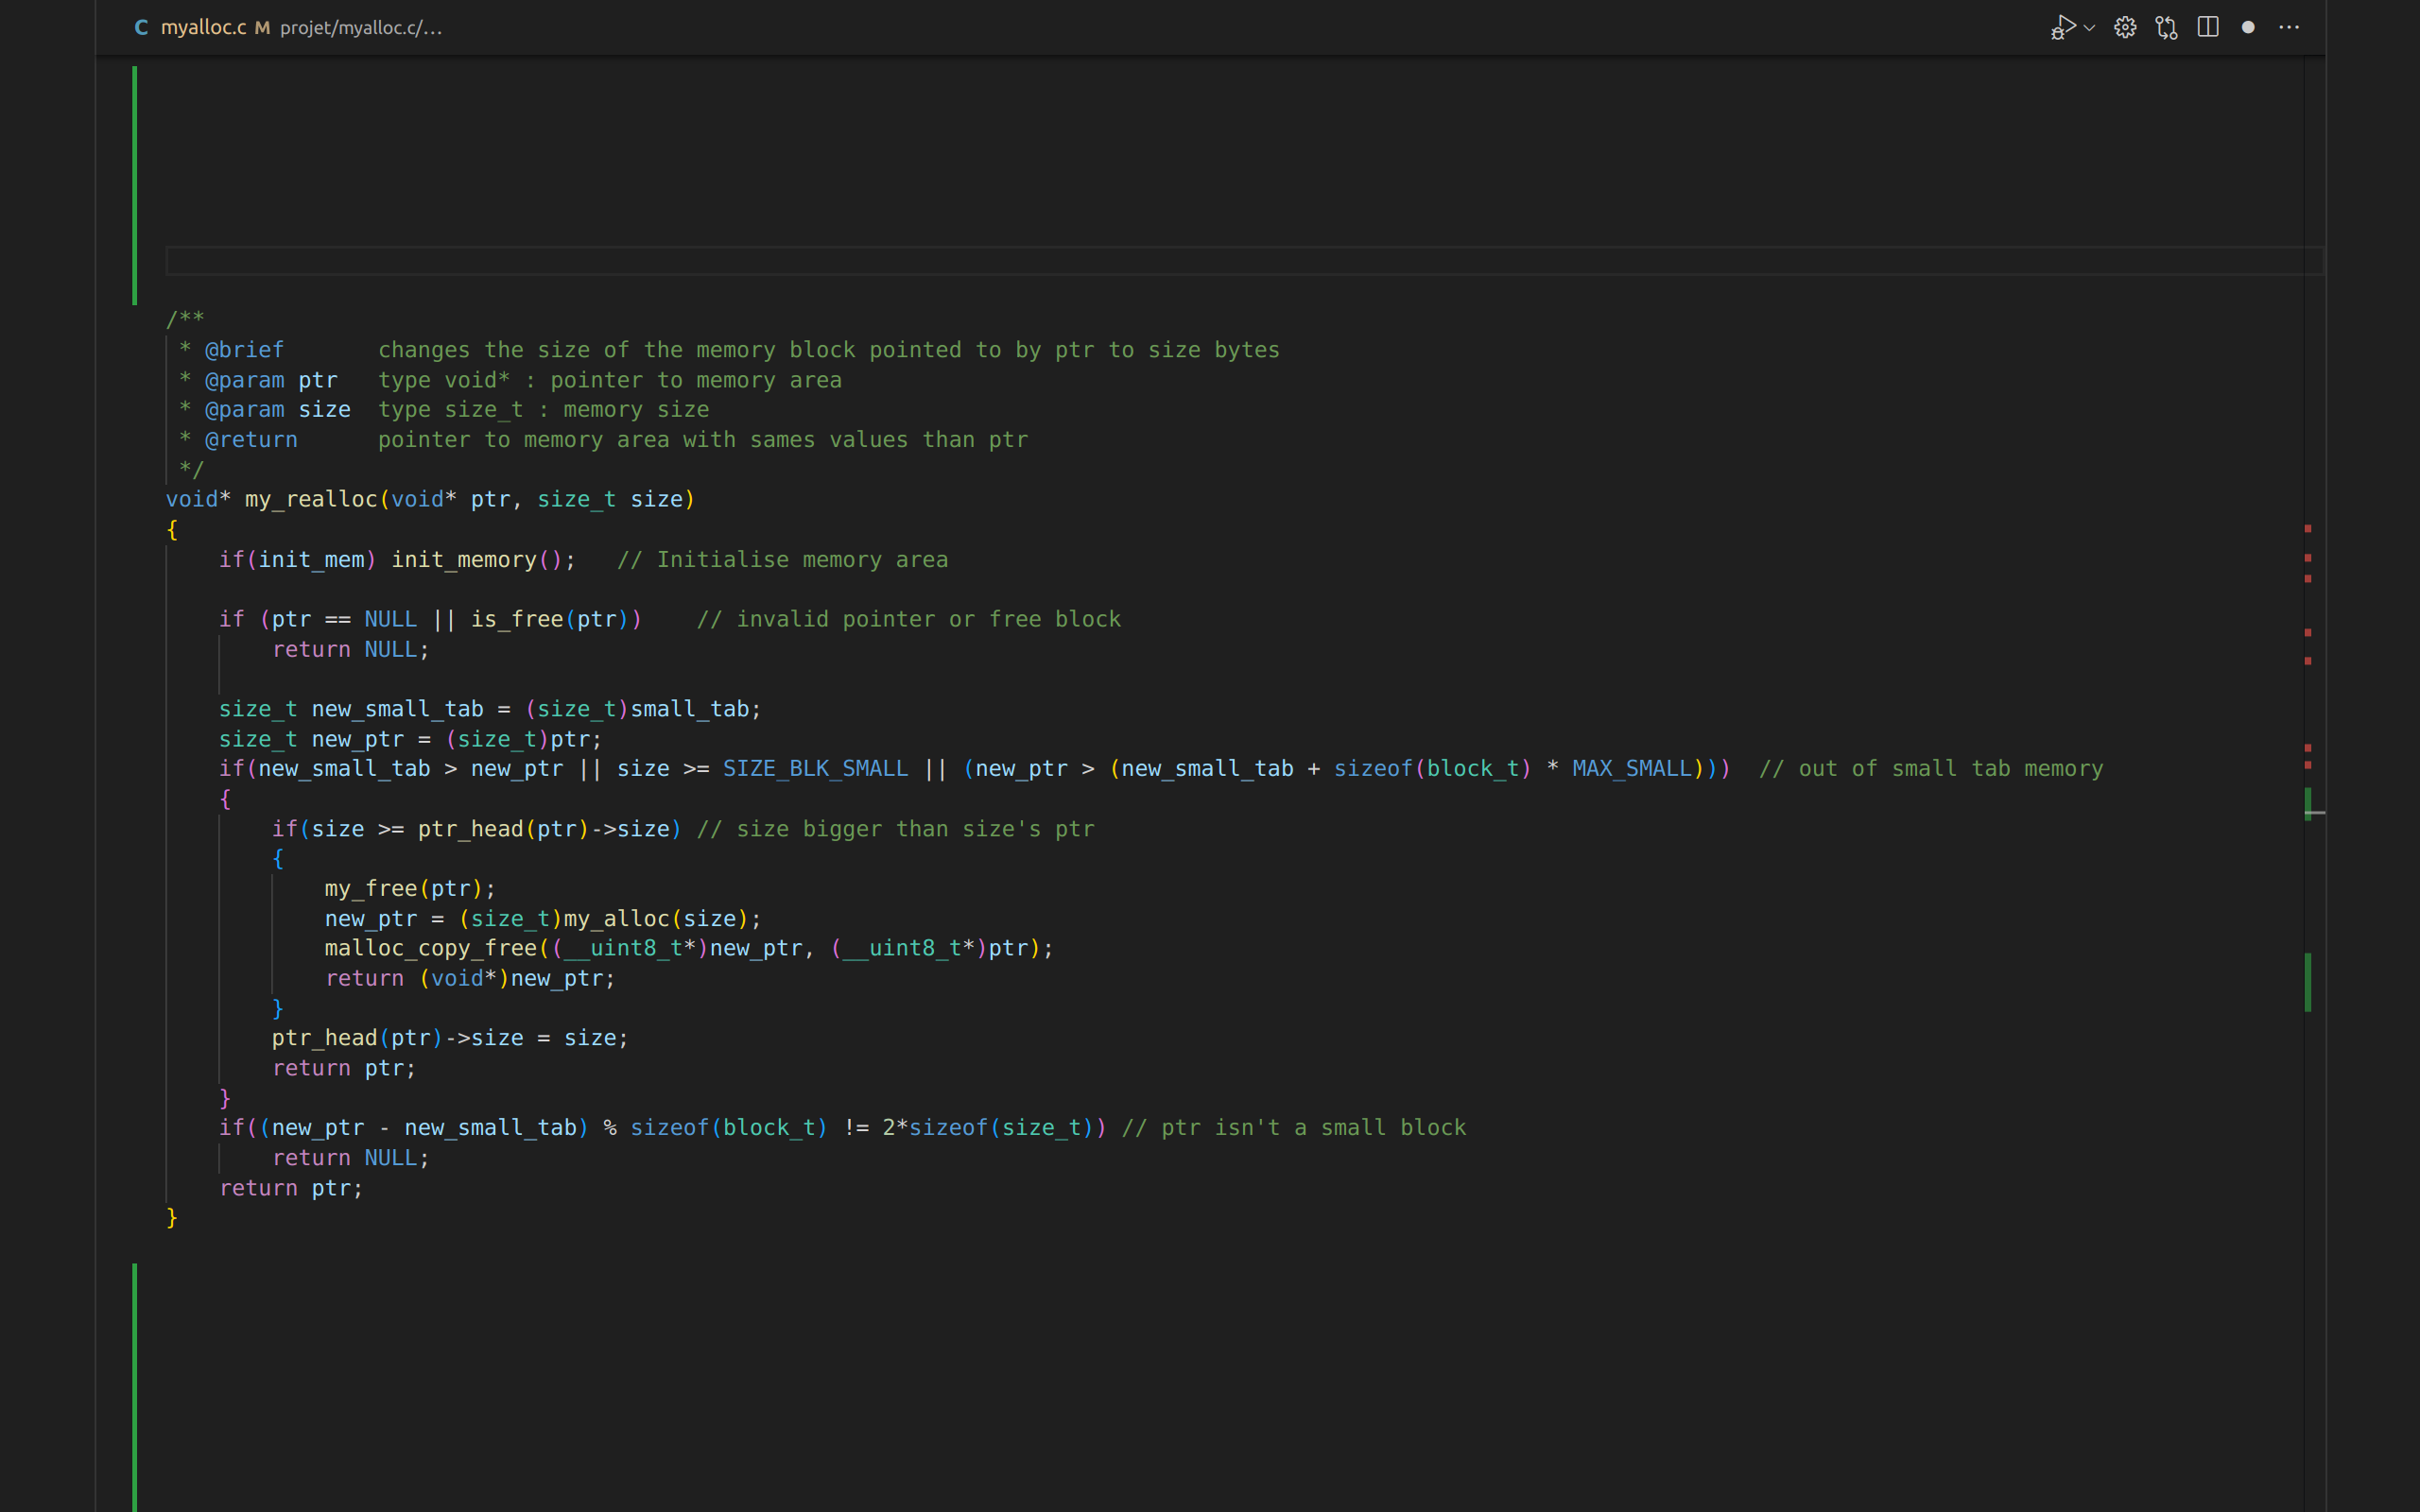 C myalloc.c M projet/myalloc.c/...
/**
 * @brief       changes the size of the memory block pointed to by ptr to size bytes
 * @param ptr   type void* : pointer to memory area
 * @param size  type size_t : memory size
 * @return      pointer to memory area with sames values than ptr
 */
void* my_realloc(void* ptr, size_t size)
{
    if(init_mem) init_memory();   // Initialise memory area
    if (ptr == NULL || is_free(ptr))    // invalid pointer or free block
        return NULL;
    size_t new_small_tab = (size_t)small_tab;
    size_t new_ptr = (size_t)ptr;
    if(new_small_tab > new_ptr || size >= SIZE_BLK_SMALL || (new_ptr > (new_small_tab + sizeof(block_t) * MAX_SMALL)))  // out of small tab memory
    {
        if(size >= ptr_head(ptr)->size) // size bigger than size's ptr
        {
            my_free(ptr);
            new_ptr = (size_t)my_alloc(size);
            malloc_copy_free((__uint8_t*)new_ptr, (__uint8_t*)ptr);
            return (void*)new_ptr;
        }
        ptr_head(ptr)->size = size;
        return ptr;
    }
    if((new_ptr - new_small_tab) % sizeof(block_t) != 2*sizeof(size_t)) // ptr isn't a small block
        return NULL;
    return ptr;
}